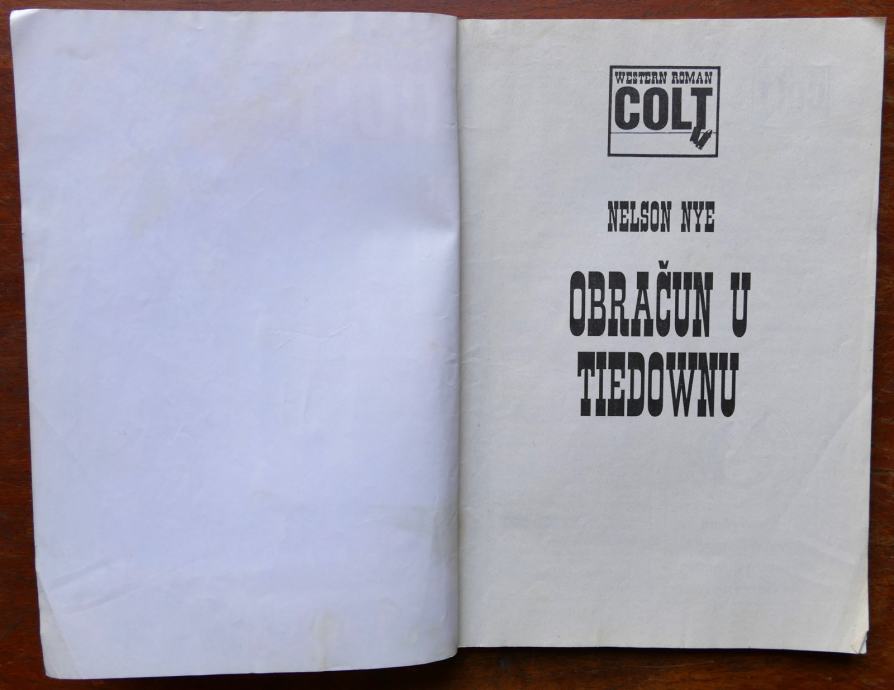 WESTERN ROMAN
COLT
NELSON NYE
OBRAČUN U
TIEDOWNU